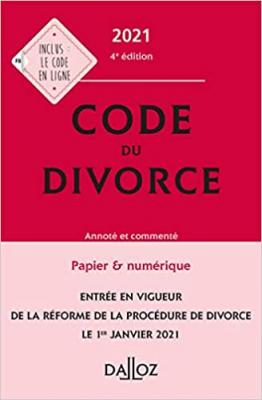 INCLUS :
LE CODE
EN LIGNE
2021
4e édition
CODE
DU
DIVORCE
Annoté et commenté
Papier & numérique
ENTRÉE EN VIGUEUR
DE LA RÉFORME DE LA PROCÉDURE DE DIVORCE
LE 1er JANVIER 2021
DALLOZ